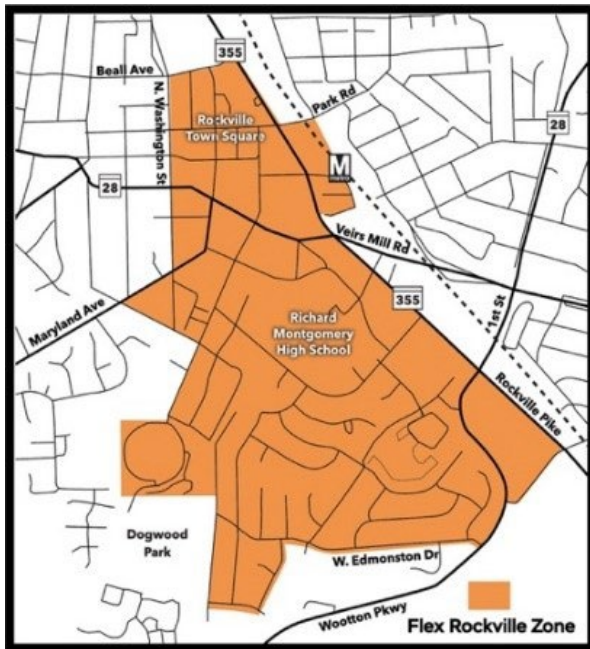 355
Beall Ave
N. Washington St
Park Rd
Rockville
Town Square
28
M
28
Veirs Mill Rd
355
Maryland Ave
Richard
Montgomery
High School
1st St
Rockville Pike
Dogwood
Park
W. Edmonston Dr
Wootton Pkwy
Flex Rockville Zone